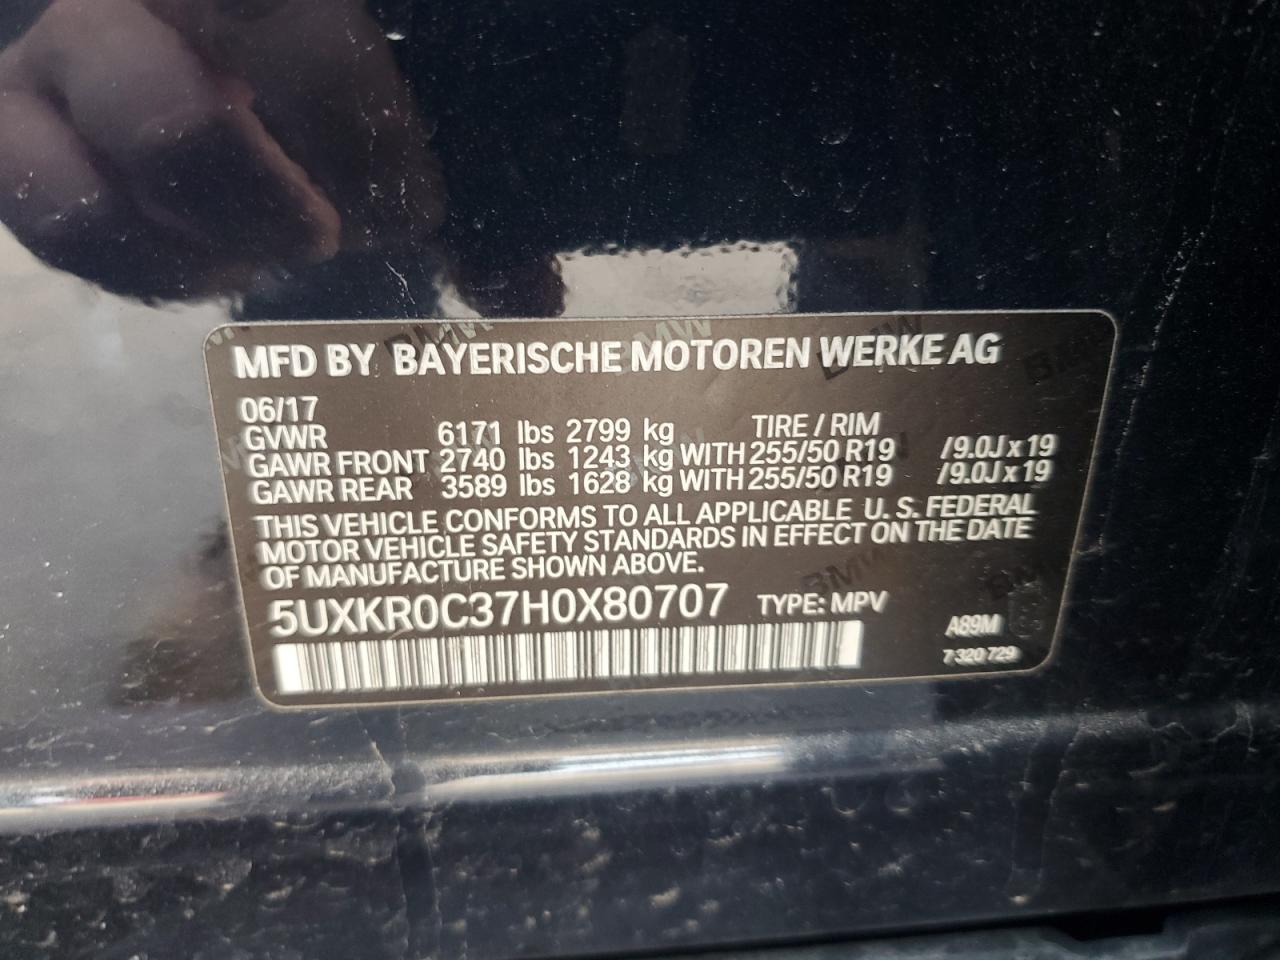 MFD BY BAYERISCHE MOTOREN WERKE AG
06/17
GVWR 6171 lbs 2799 kg TIRE / RIM
GAWR FRONT 2740 lbs 1243 kg WITH 255/50 R19 /9.0J x 19
GAWR REAR 3589 lbs 1628 kg WITH 255/50 R19 /9.0J x 19
THIS VEHICLE CONFORMS TO ALL APPLICABLE U. S. FEDERAL
MOTOR VEHICLE SAFETY STANDARDS IN EFFECT ON THE DATE
OF MANUFACTURE SHOWN ABOVE.
5UXKR0C37H0X80707 TYPE: MPV
A89M
7 320 729